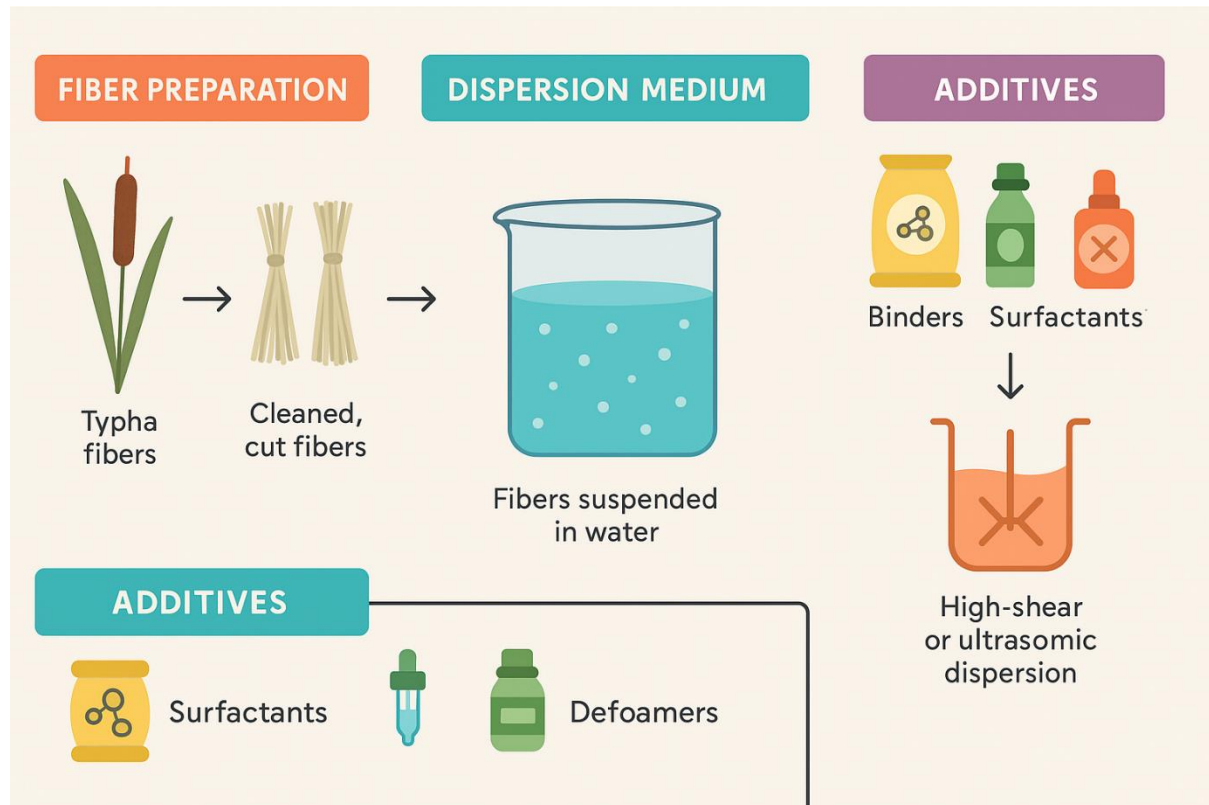 FIBER PREPARATION
DISPERSION MEDIUM
ADDITIVES
Typha
fibers
Cleaned,
cut fibers
Fibers suspended
in water
Binders
Surfactants
High-shear
or ultrasomic
dispersion
ADDITIVES
Surfactants
Defoamers